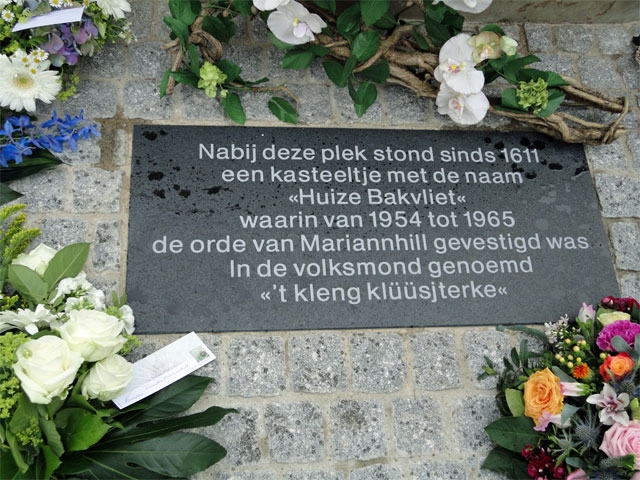 Nabij deze plek stond sinds 1611
een kasteeltje met de naam
«Huize Bakvliet«
waarin van 1954 tot 1965
de orde van Mariannhill gevestigd was
In de volksmond genoemd
«'t kleng klüüsjterke«